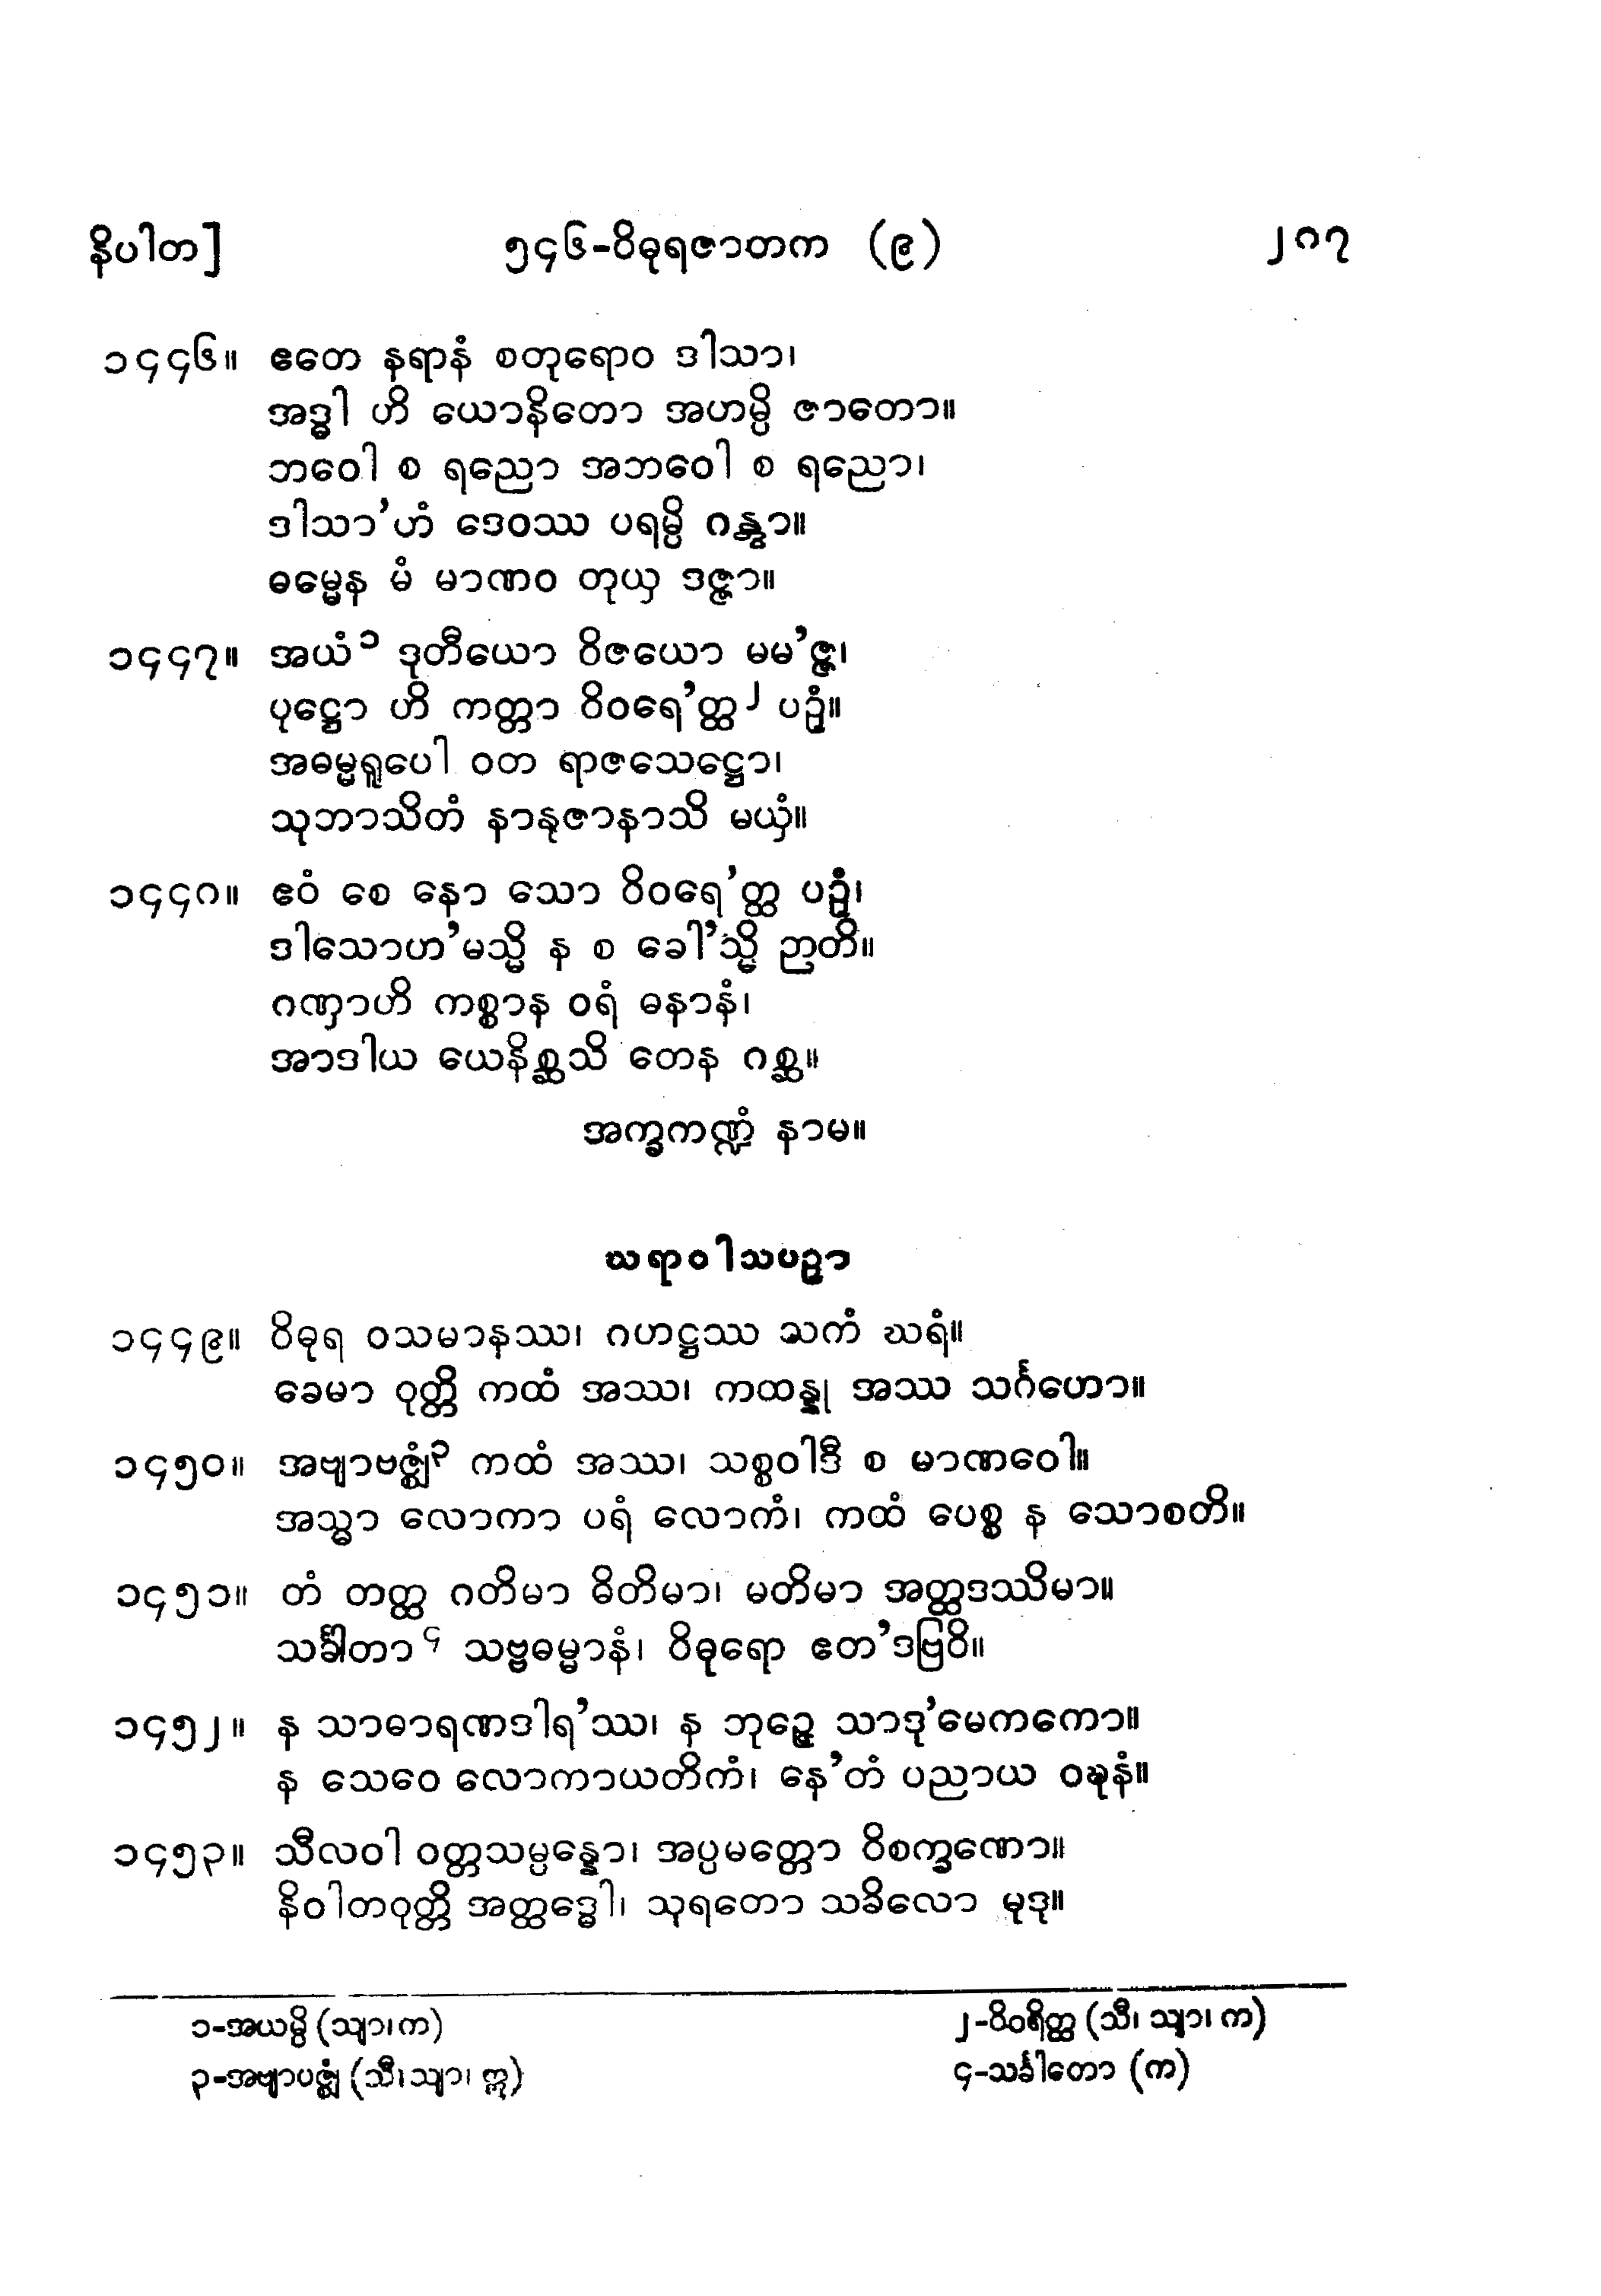 နိပါတ]
၅၄၆-ဝိဓုရဇာတက (၉)
၂၈၇
၁၄၄၆။ ဧတေ နရာနံ စတုရောဝ ဒါသာ၊
အဒ္ဓါ ဟိ ယောနိတော အဟမ္ပိ ဇာတော။
ဘဝေါ စ ရညော အဘဝေါ စ ရညော၊
ဒါသာ’ဟံ ဒေဝဿ ပရမ္ပိ ဂန္တွာ။
ဓမ္မေန မံ မာဏဝ တုယှ ဒဇ္ဇာ။
၁၄၄၇။ အယံ၁ ဒုတီယော ဝိဇယော မမ’ဇ္ဇ၊
ပုဋ္ဌော ဟိ ကတ္တာ ဝိဝရေ’တ္ထ၂ ပဉှံ။
အဓမ္မရူပေါ ဝတ ရာဇသေဋ္ဌော၊
သုဘာသိတံ နာနုဇာနာသိ မယှံ။
၁၄၄၈။ ဧဝံ စေ နော သော ဝိဝရေ’တ္ထ ပဉှံ၊
ဒါသောဟ’မသ္မိ န စ ခေါ’သ္မိ ဉာတိ။
ဂဏှာဟိ ကစ္စာန ဝရံ ဓနာနံ၊
အာဒါယ ယေနိစ္ဆသိ တေန ဂစ္ဆ။
အက္ခကဏ္ဍံ နာမ။
ဃရာဝါသပဉှာ
၁၄၄၉။ ဝိဓုရ ဝသမာနဿ၊ ဂဟဋ္ဌဿ သကံ ဃရံ။
ခေမာ ဝုတ္တိ ကထံ အဿ၊ ကထန္နု အဿ သင်္ဂဟော။
၁၄၅၀။ အဗျာဗဇ္ဈံ၃ ကထံ အဿ၊ သစ္စဝါဒီ စ မာဏဝေါ။
အသ္မာ လောကာ ပရံ လောကံ၊ ကထံ ပေစ္စ န သောစတိ။
၁၄၅၁။ တံ တတ္ထ ဂတိမာ ဓိတိမာ၊ မတိမာ အတ္ထဒဿိမာ။
သင်္ခါတာ၄ သဗ္ဗဓမ္မာနံ၊ ဝိဓုရော ဧတ’ဒဗြဝိ။
၁၄၅၂။ န သာဓာရဏဒါရ’ဿ၊ န ဘုဉ္ဇေ သာဒု’မေကကော။
န သေဝေ လောကာယတိကံ၊ နေ’တံ ပညာယ ဝဍ္ဎနံ။
၁၄၅၃။ သီလဝါ ဝတ္တသမ္ပန္နော၊ အပ္ပမတ္တော ဝိစက္ခဏော။
နိဝါတဝုတ္တိ အတ္ထဒ္ဓေါ၊ သုရတော သခိလော မုဒု။
၁-အယမ္ပိ (သျာ၊က)
၂-ဝိဝရိတ္ထ (သီ၊ သျာ၊ က)
၃-အဗျာပဇ္ဈံ (သီ၊သျာ၊ ဣ)
၄-သင်္ခါတော (က)